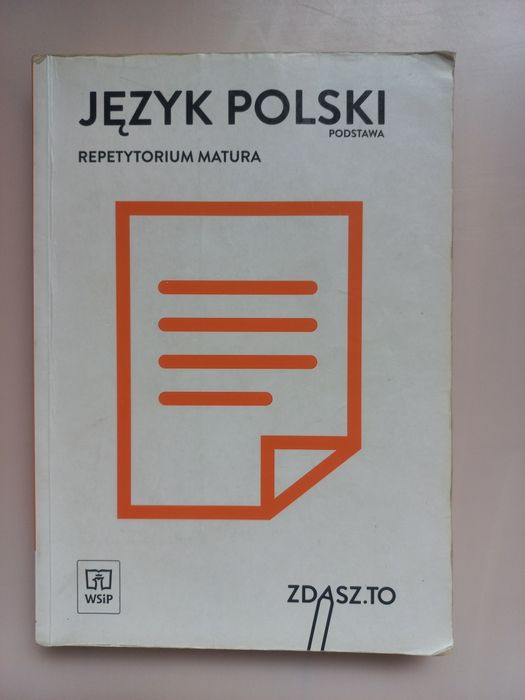 JĘZYK POLSKI
PODSTAWA
REPETYTORIUM MATURA
WSiP
ZDASZ.TO